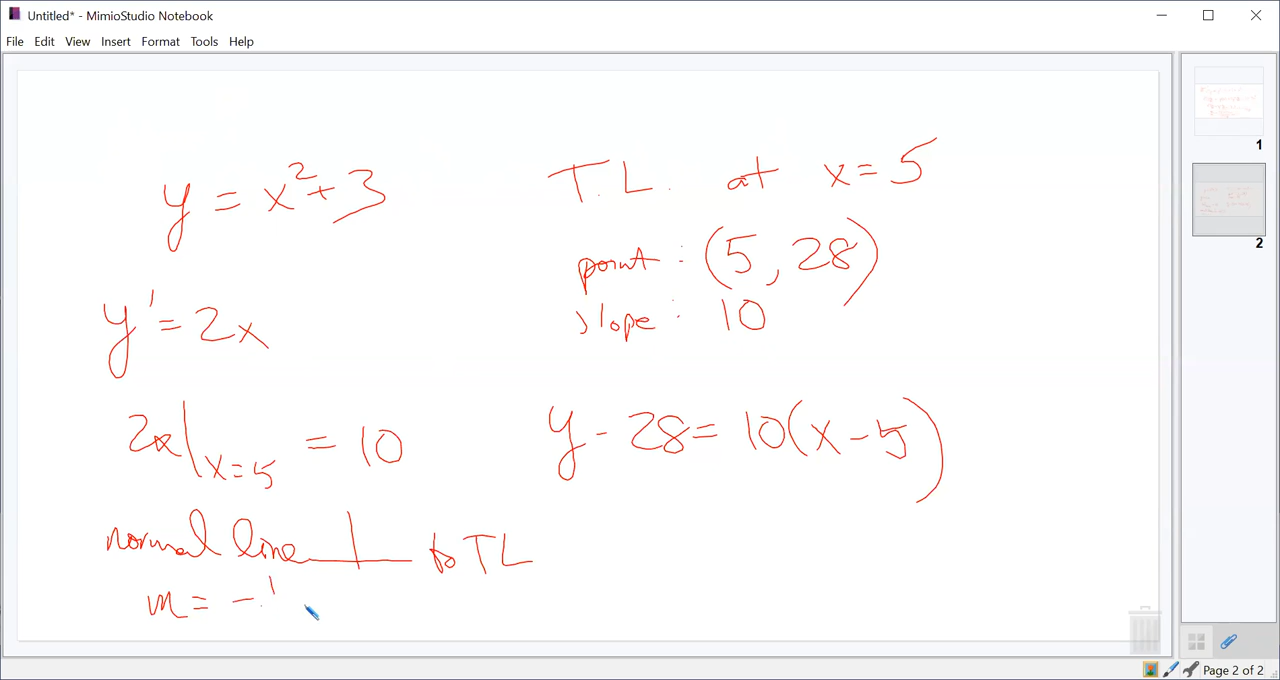 Untitled* - MimioStudio Notebook
File Edit View Insert Format Tools Help
y = x² + 3
T.L. at x = 5
point : (5, 28)
slope : 10
y' = 2x
2x|x=5 = 10
y - 28 = 10(x - 5)
normal line ⊥ to TL
m = -1
1
2
Page 2 of 2